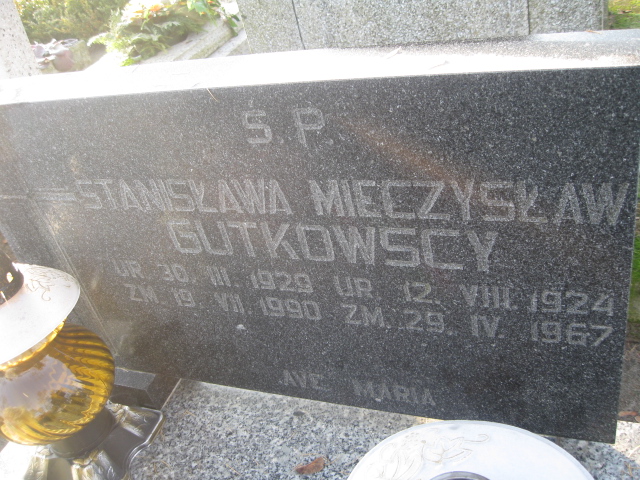 Ś. P.
STANISŁAWA MIECZYSŁAW
GUTKOWSCY
UR. 30. III. 1929 UR. 12. VIII. 1924
ZM. 19. VII. 1990 ZM. 29. IV. 1967
AVE MARIA